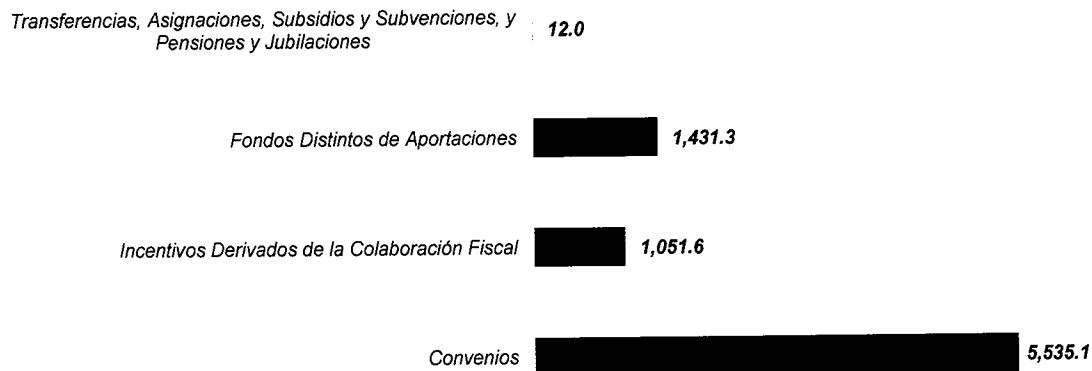 Transferencias, Asignaciones, Subsidios y Subvenciones, y
Pensiones y Jubilaciones
12.0
Fondos Distintos de Aportaciones
1,431.3
Incentivos Derivados de la Colaboración Fiscal
1,051.6
Convenios
5,535.1